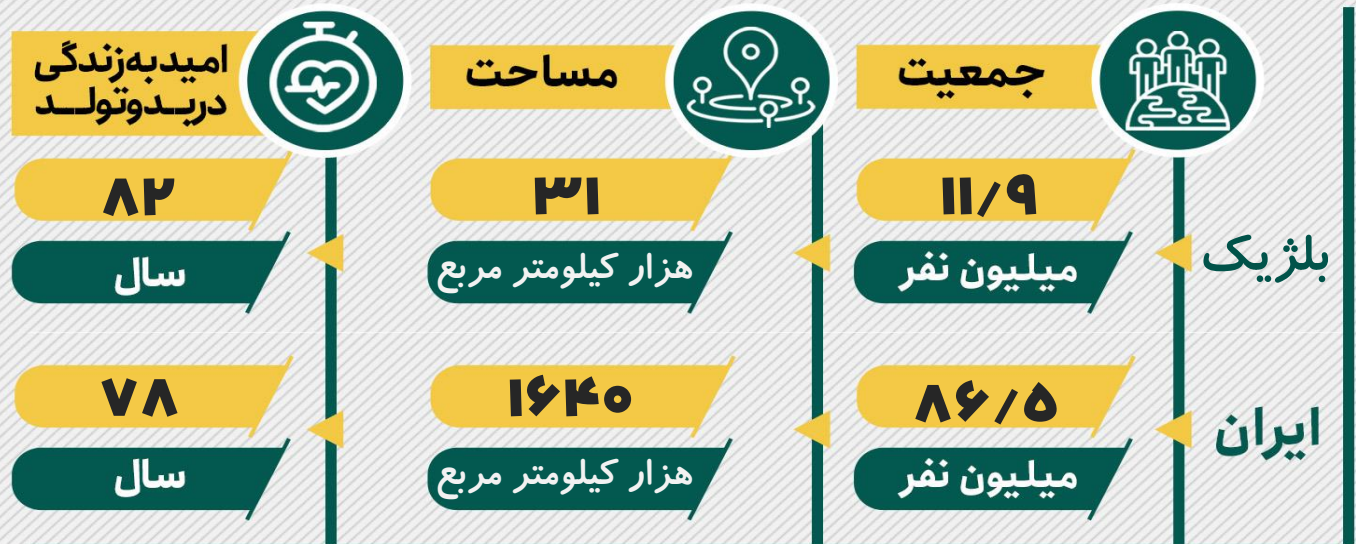 جمعیت
مساحت
امیدبه‌زندگی
دربــدوتولــد
بلژیک
۱۱/۹
میلیون نفر
۳۱
هزار کیلومتر مربع
۸۲
سال
ایران
۸۶/۵
میلیون نفر
۱۶۴۰
هزار کیلومتر مربع
۷۸
سال